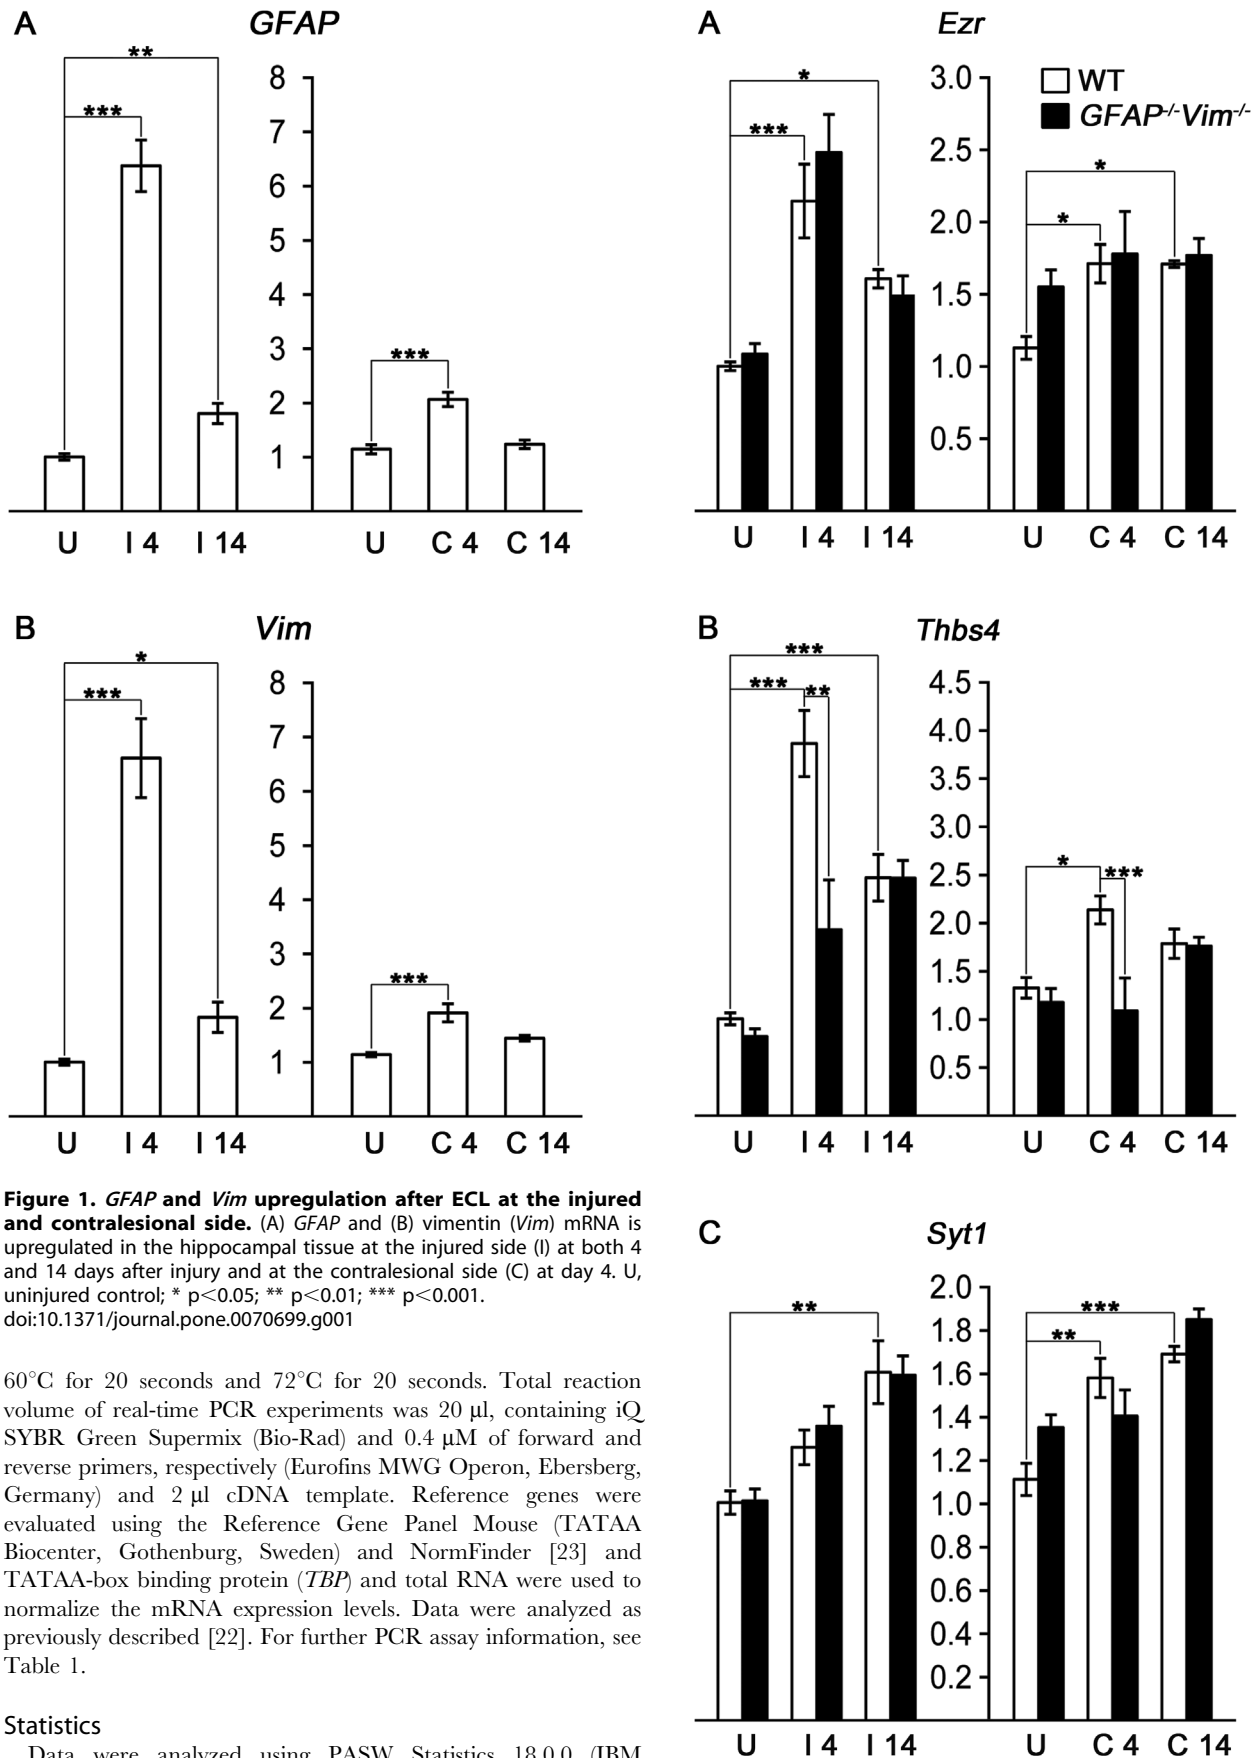 A
GFAP
**
***
8
7
6
5
4
3
2
1
***
U I 4 I 14
U C 4 C 14
B
Vim
*
***
8
7
6
5
4
3
2
1
***
U I 4 I 14
U C 4 C 14
Figure 1. GFAP and Vim upregulation after ECL at the injured
and contralesional side. (A) GFAP and (B) vimentin (Vim) mRNA is
upregulated in the hippocampal tissue at the injured side (I) at both 4
and 14 days after injury and at the contralesional side (C) at day 4. U,
uninjured control; * p<0.05; ** p<0.01; *** p<0.001.
doi:10.1371/journal.pone.0070699.g001
60°C for 20 seconds and 72°C for 20 seconds. Total reaction
volume of real-time PCR experiments was 20 μl, containing iQ
SYBR Green Supermix (Bio-Rad) and 0.4 μM of forward and
reverse primers, respectively (Eurofins MWG Operon, Ebersberg,
Germany) and 2 μl cDNA template. Reference genes were
evaluated using the Reference Gene Panel Mouse (TATAA
Biocenter, Gothenburg, Sweden) and NormFinder [23] and
TATAA-box binding protein (TBP) and total RNA were used to
normalize the mRNA expression levels. Data were analyzed as
previously described [22]. For further PCR assay information, see
Table 1.
Statistics
Data were analyzed using PASW Statistics 18.0.0 (IBM
A
Ezr
WT
GFAP-/-Vim-/-
*
***
3.0
2.5
2.0
1.5
1.0
0.5
*
*
U I 4 I 14
U C 4 C 14
B
Thbs4
***
*** **
4.5
4.0
3.5
3.0
2.5
2.0
1.5
1.0
0.5
* ***
U I 4 I 14
U C 4 C 14
C
Syt1
**
2.0
1.8
1.6
1.4
1.2
1.0
0.8
0.6
0.4
0.2
***
**
U I 4 I 14
U C 4 C 14